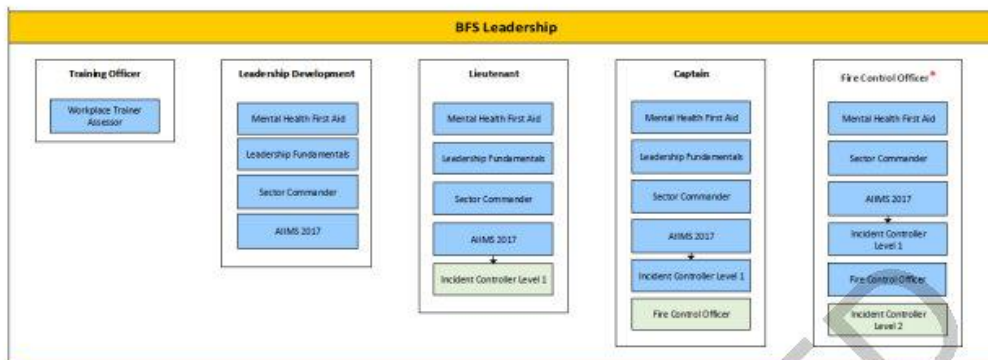 BFS Leadership
Training Officer
Workplace Trainer
Assessor
Leadership Development
Mental Health First Aid
Leadership Fundamentals
Sector Commander
AIIMS 2017
Lieutenant
Mental Health First Aid
Leadership Fundamentals
Sector Commander
AIIMS 2017
Incident Controller Level 1
Captain
Mental Health First Aid
Leadership Fundamentals
Sector Commander
AIIMS 2017
Incident Controller Level 1
Fire Control Officer
Fire Control Officer*
Mental Health First Aid
Sector Commander
AIIMS 2017
Incident Controller
Level 1
Fire Control Officer
Incident Controller
Level 2